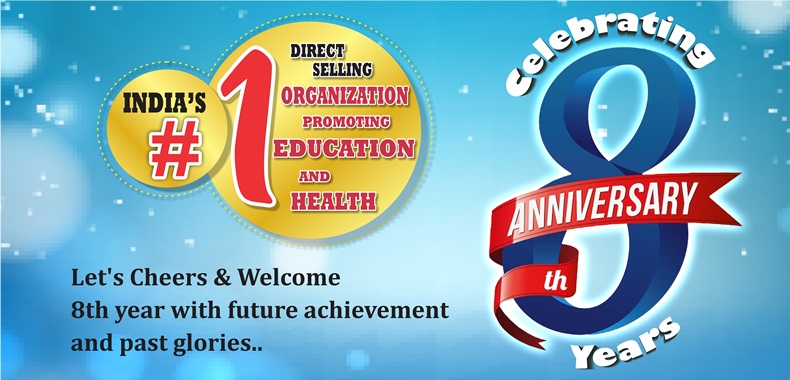 INDIA'S
#1
DIRECT
SELLING
ORGANIZATION
PROMOTING
EDUCATION
AND
HEALTH
Let's Cheers & Welcome
8th year with future achievement
and past glories..
Celebrating
8
ANNIVERSARY
th
Years